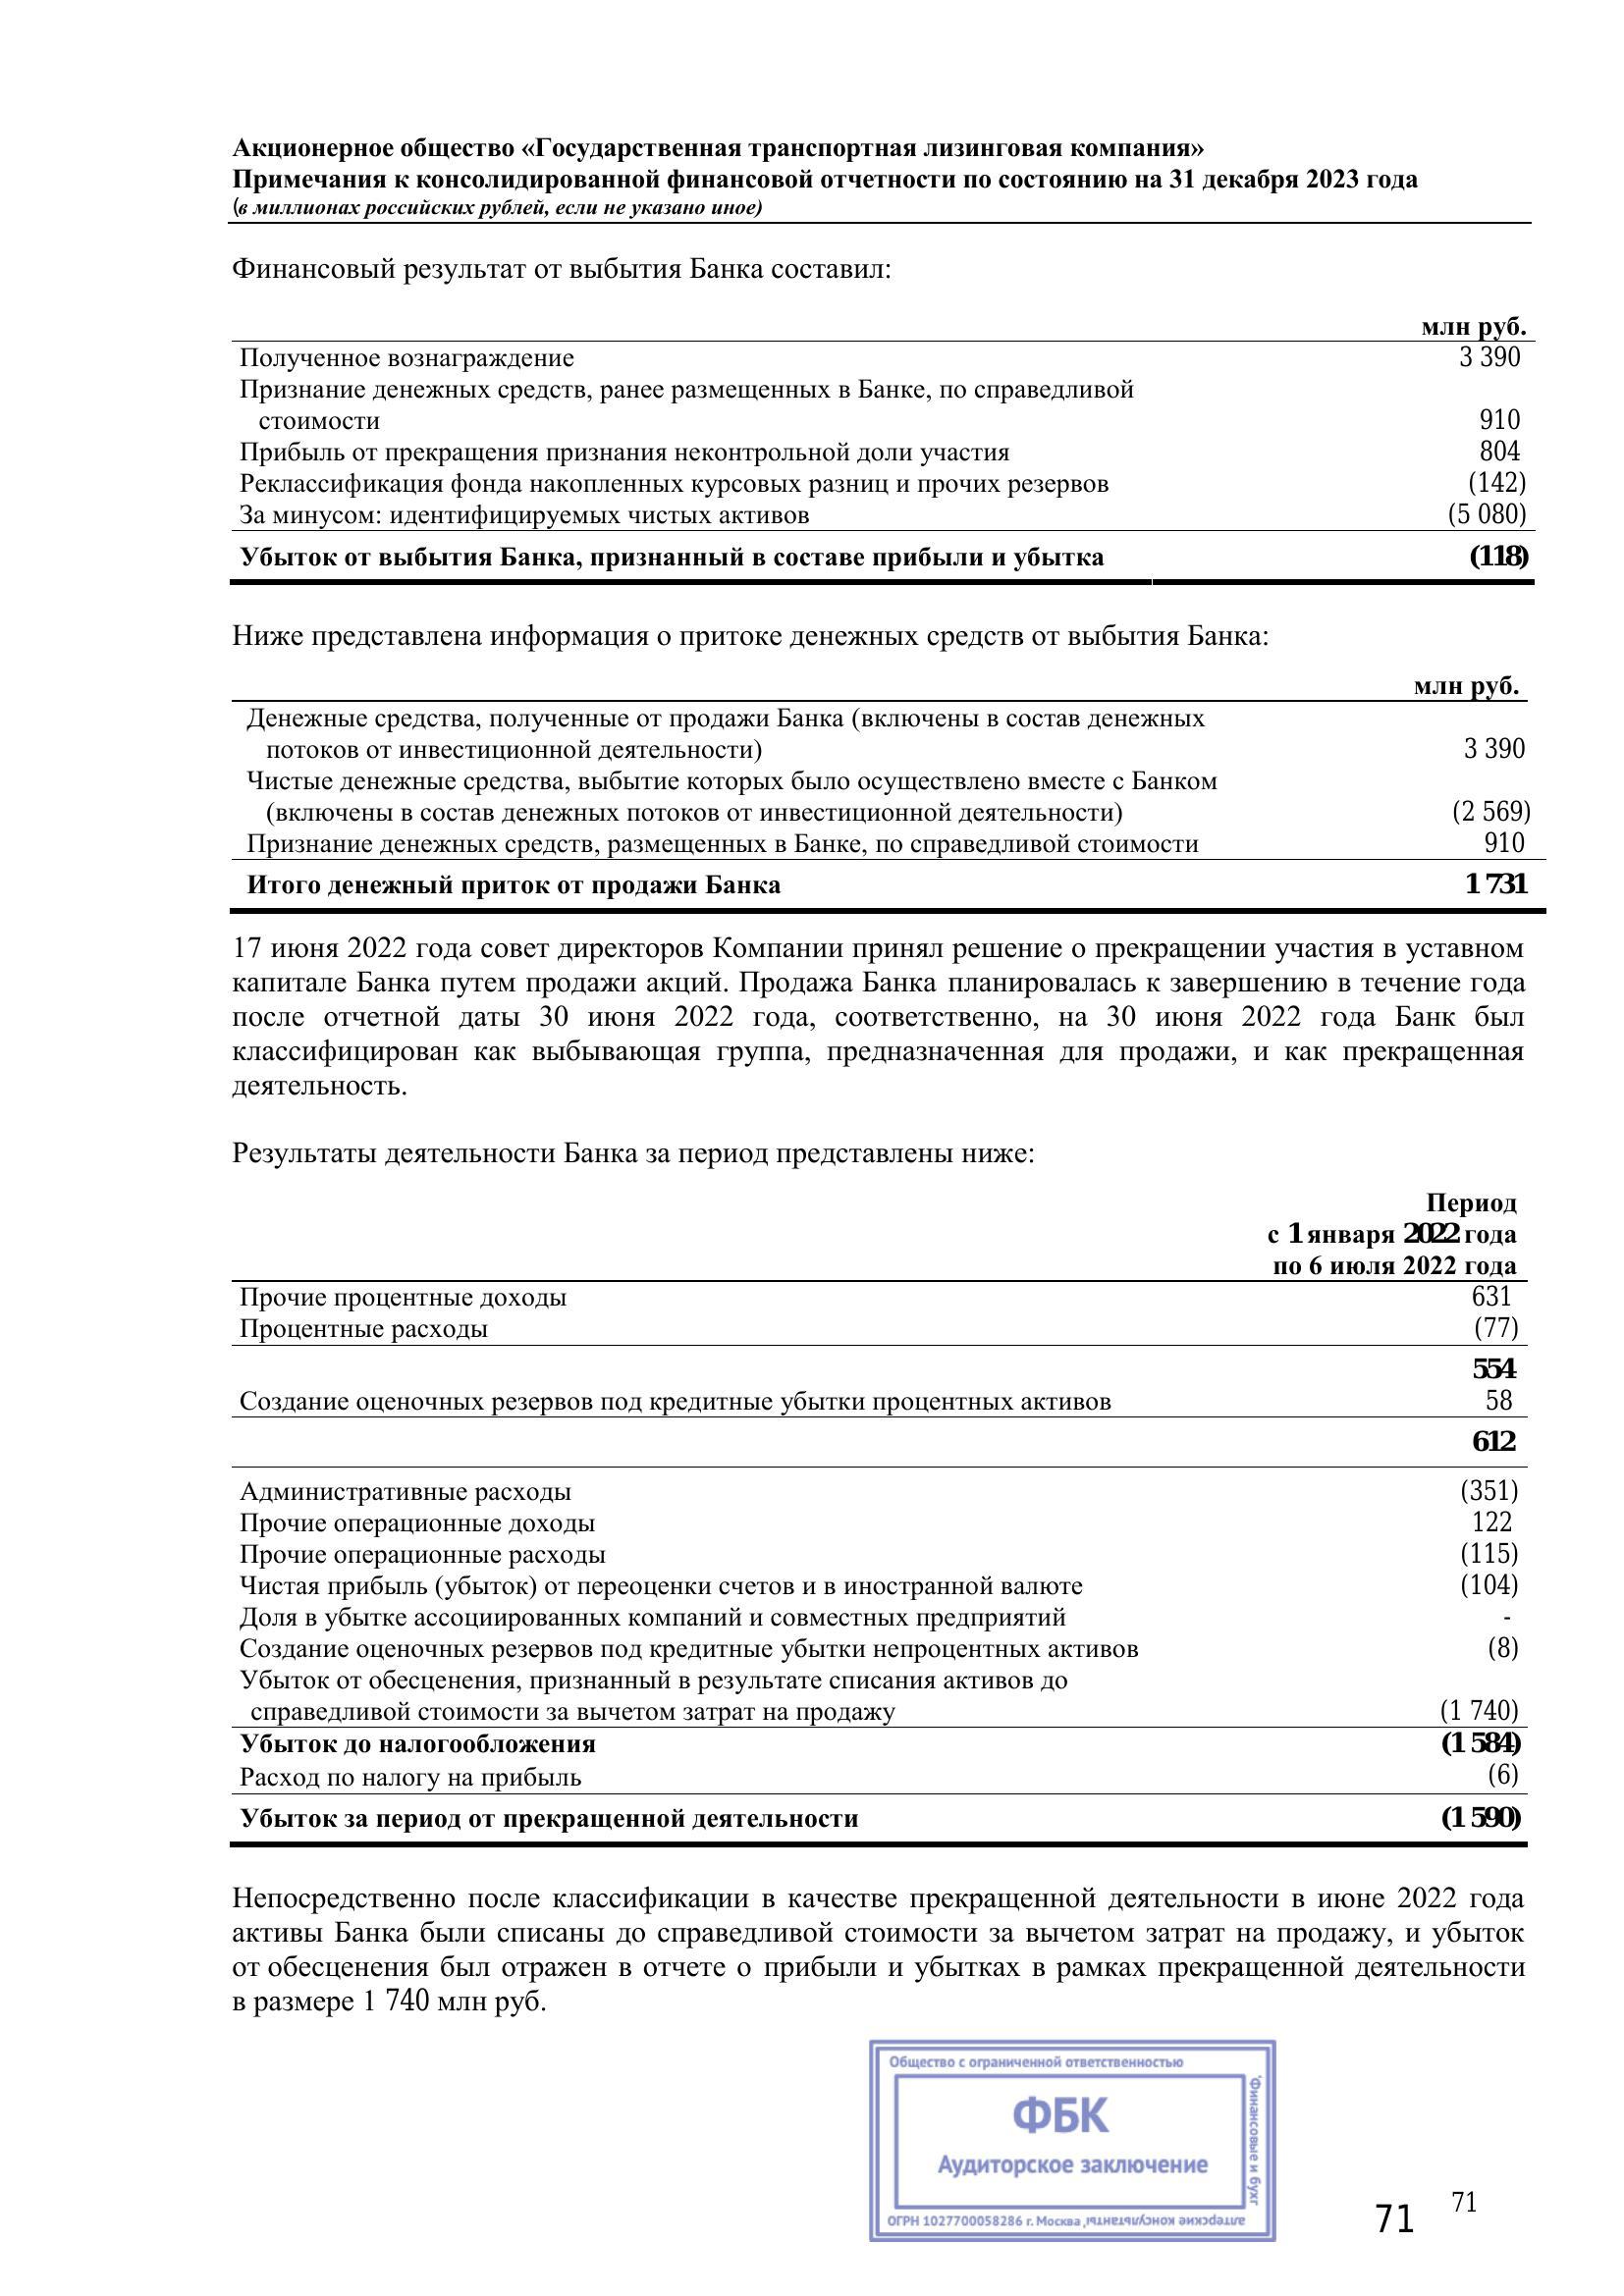 Акционерное общество «Государственная транспортная лизинговая компания»
Примечания к консолидированной финансовой отчетности по состоянию на 31 декабря 2023 года
(в миллионах российских рублей, если не указано иное)
Финансовый результат от выбытия Банка составил:
млн руб.
Полученное вознаграждение 3 390
Признание денежных средств, ранее размещенных в Банке, по справедливой
стоимости 910
Прибыль от прекращения признания неконтрольной доли участия 804
Реклассификация фонда накопленных курсовых разниц и прочих резервов (142)
За минусом: идентифицируемых чистых активов (5 080)
Убыток от выбытия Банка, признанный в составе прибыли и убытка (118)
Ниже представлена информация о притоке денежных средств от выбытия Банка:
млн руб.
Денежные средства, полученные от продажи Банка (включены в состав денежных
потоков от инвестиционной деятельности) 3 390
Чистые денежные средства, выбытие которых было осуществлено вместе с Банком
(включены в состав денежных потоков от инвестиционной деятельности) (2 569)
Признание денежных средств, размещенных в Банке, по справедливой стоимости 910
Итого денежный приток от продажи Банка 1 731
17 июня 2022 года совет директоров Компании принял решение о прекращении участия в уставном
капитале Банка путем продажи акций. Продажа Банка планировалась к завершению в течение года
после отчетной даты 30 июня 2022 года, соответственно, на 30 июня 2022 года Банк был
классифицирован как выбывающая группа, предназначенная для продажи, и как прекращенная
деятельность.
Результаты деятельности Банка за период представлены ниже:
Период
с 1 января 2022 года
по 6 июля 2022 года
Прочие процентные доходы 631
Процентные расходы (77)
554
Создание оценочных резервов под кредитные убытки процентных активов 58
612
Административные расходы (351)
Прочие операционные доходы 122
Прочие операционные расходы (115)
Чистая прибыль (убыток) от переоценки счетов и в иностранной валюте (104)
Доля в убытке ассоциированных компаний и совместных предприятий -
Создание оценочных резервов под кредитные убытки непроцентных активов (8)
Убыток от обесценения, признанный в результате списания активов до
справедливой стоимости за вычетом затрат на продажу (1 740)
Убыток до налогообложения (1 584)
Расход по налогу на прибыль (6)
Убыток за период от прекращенной деятельности (1 590)
Непосредственно после классификации в качестве прекращенной деятельности в июне 2022 года
активы Банка были списаны до справедливой стоимости за вычетом затрат на продажу, и убыток
от обесценения был отражен в отчете о прибыли и убытках в рамках прекращенной деятельности
в размере 1 740 млн руб.
Общество с ограниченной ответственностью
"Финансовые и бухг
ФБК
Аудиторское заключение
алтерские консультанты"
ОГРН 1027700058286 г. Москва
71
71